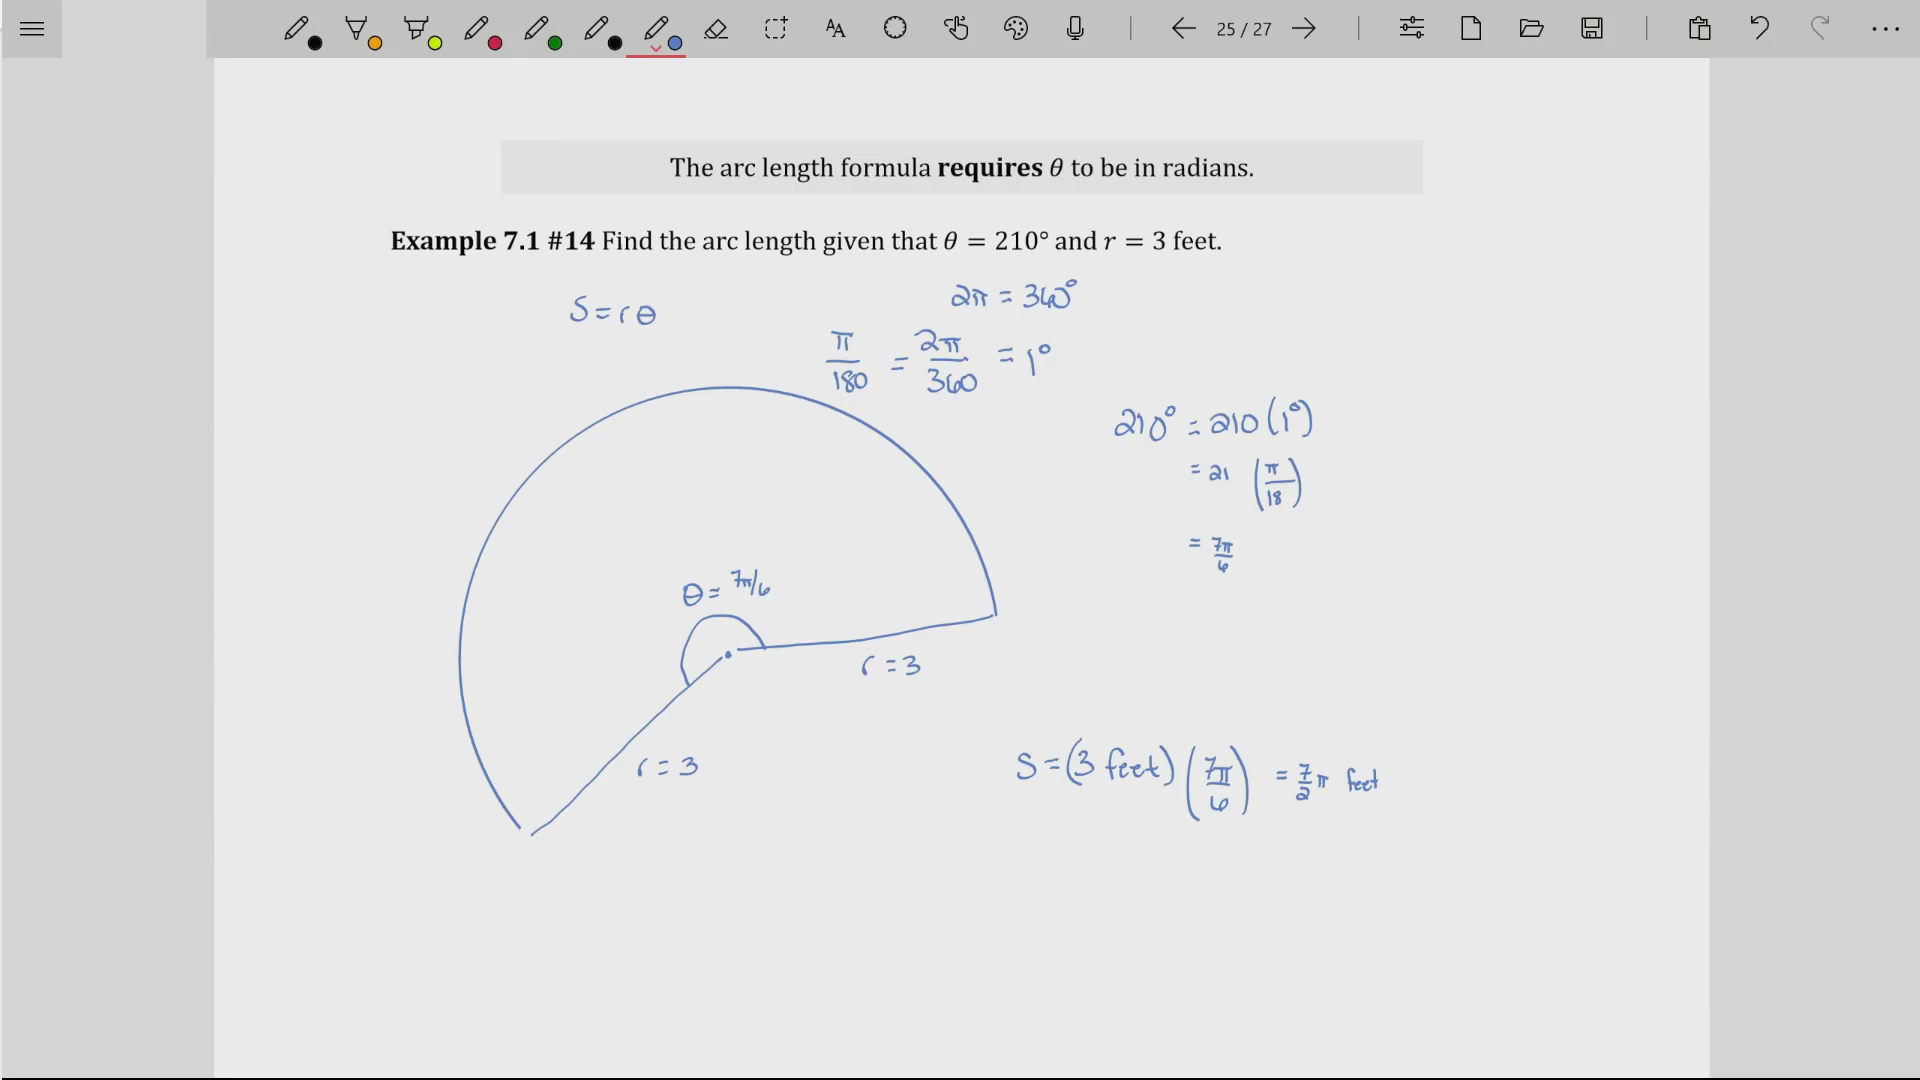 25 / 27
The arc length formula requires θ to be in radians.
Example 7.1 #14 Find the arc length given that θ = 210° and r = 3 feet.
2π = 360°
S = r θ
π/180 = 2π/360 = 1°
210° = 210 (1°)
= 21 (π/18)
= 7π/6
θ = 7π/6
r = 3
r = 3
S = (3 feet) (7π/6) = 7/2 π feet